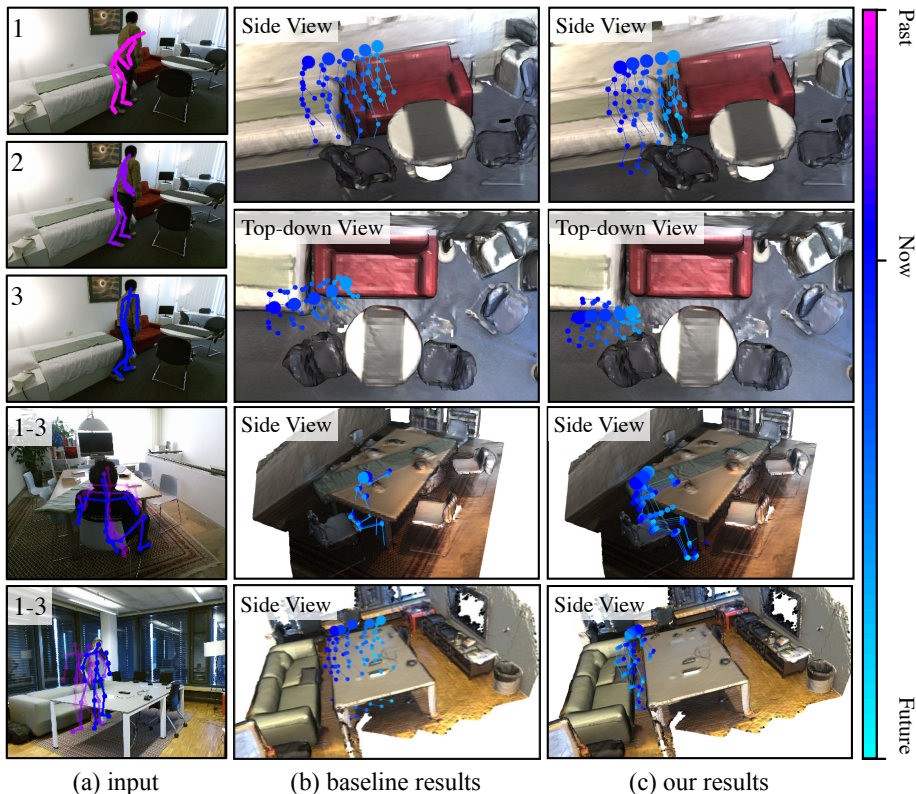 1
Side View
Side View
Past
2
Top-down View
Top-down View
Now
3
1-3
Side View
Side View
1-3
Side View
Side View
Future
(a) input
(b) baseline results
(c) our results